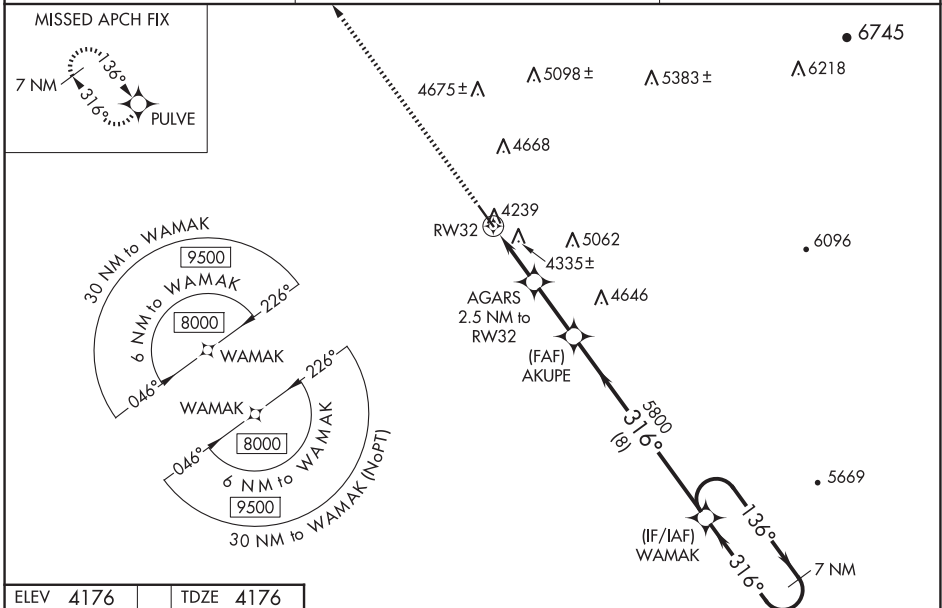 MISSED APCH FIX
136°
7 NM
316°
PULVE
6745
4675±
5098±
5383±
6218
4668
4239
RW32
5062
4335±
6096
AGARS
2.5 NM to
RW32
4646
(FAF)
AKUPE
5800
316°
(8)
5669
(IF/IAF)
WAMAK
136°
316°
7 NM
30 NM to WAMAK
9500
6 NM to WAMAK
226°
8000
WAMAK
046°
226°
WAMAK
046°
8000
6 NM to WAMAK
9500
30 NM to WAMAK (NoPT)
ELEV 4176 TDZE 4176